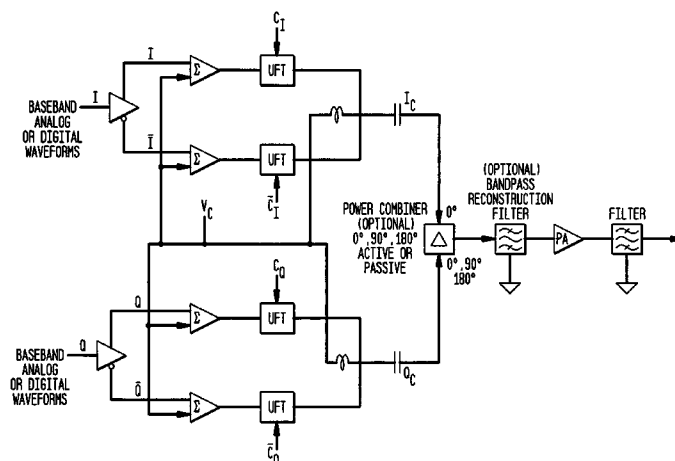 C_I
I
Σ
UFT
I
BASEBAND
ANALOG
OR DIGITAL
WAVEFORMS
I_C
Ī
Σ
UFT
C̄_I
V_C
POWER COMBINER
(OPTIONAL)
0°,90°,180°
ACTIVE OR
PASSIVE
0°
△
0°,90°
180°
(OPTIONAL)
BANDPASS
RECONSTRUCTION
FILTER
PA
FILTER
C_Q
Q
Σ
UFT
Q
BASEBAND
ANALOG
OR DIGITAL
WAVEFORMS
Q_C
Q̄
Σ
UFT
C̄_Q